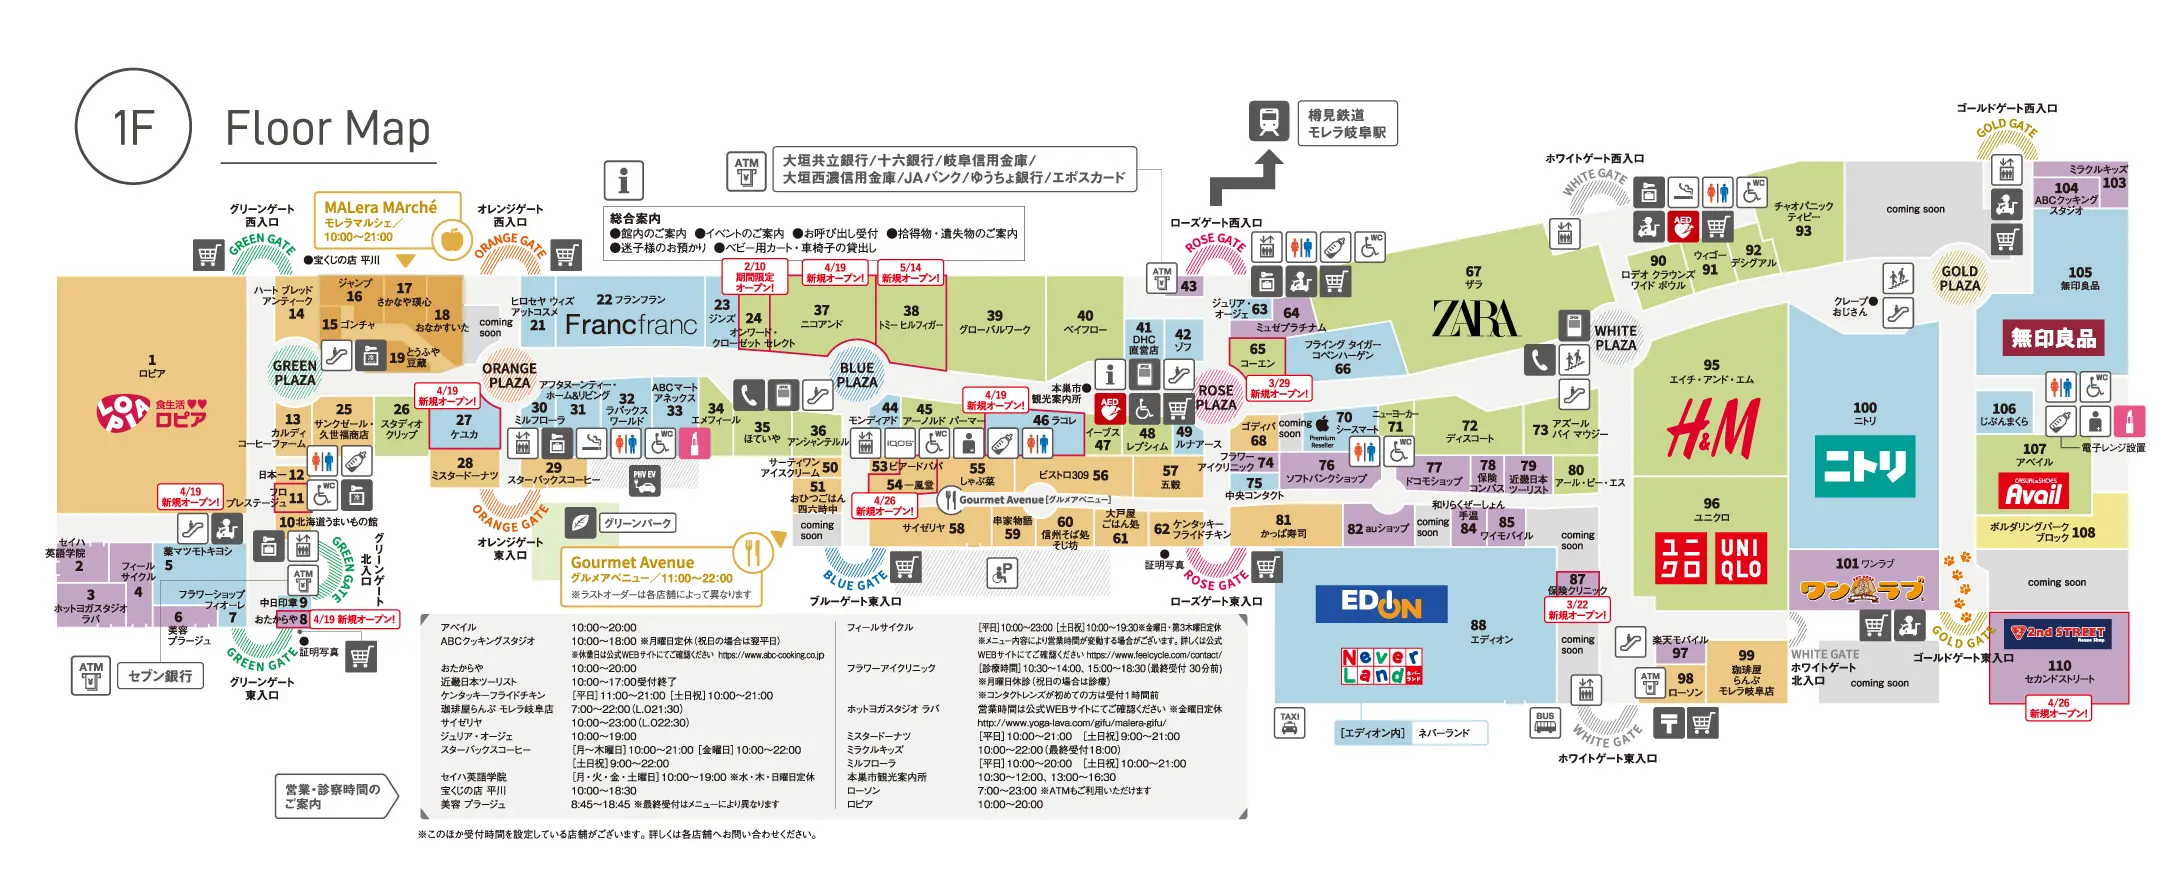 1F
Floor Map
樽見鉄道
モレラ岐阜駅
ATM
大垣共立銀行/十六銀行/岐阜信用金庫/
大垣西濃信用金庫/JAバンク/ゆうちょ銀行/エポスカード
総合案内
●館内のご案内 ●イベントのご案内 ●お呼び出し受付 ●拾得物・遺失物のご案内
●迷子様のお預かり ●ベビー用カート・車椅子の貸出し
MALera MArché
モレラマルシェ/
10:00〜21:00
グリーンゲート
西入口
GREEN GATE
●宝くじの店 平川
オレンジゲート
西入口
ORANGE GATE
ローズゲート西入口
ROSE GATE
ホワイトゲート西入口
WHITE GATE
ゴールドゲート西入口
GOLD GATE
1
ロピア
LOPIA
食生活♥♥
ロピア
セイハ
英語学院
2
3
ホットヨガスタジオ
ラバ
フィール
サイクル
4
薬マツモトキヨシ
5
6
美容
プラージュ
フラワーショップ
フィオーレ
7
おたからや 8
4/19 新規オープン!
中日印章 9
10 北海道うまいもの館
4/19
新規オープン!
プロ
プレステージュ
11
日本一 12
13
カルディ
コーヒーファーム
ハート ブレッド
アンティーク
14
15 ゴンチャ
ジャンプ
16
17
さかなや瑛心
18
おなかすいた
19 とうふや
豆蔵
coming
soon
ヒロセヤ ウィズ
アットコスメ
21
22 フランフラン
Francfranc
23
ジンズ
2/10
期間限定
オープン!
24
オンワード・
クローゼット セレクト
25
サンクゼール・
久世福商店
26
スタディオ
クリップ
4/19
新規オープン!
27
ケユカ
28
ミスタードーナツ
29
スターバックスコーヒー
30
ミルフローラ
アフタヌーンティー・
ホーム&リビング
31
32
ラパックス
ワールド
ABCマート
アネックス
33
34
エメフィール
35
ほていや
36
アンシャンテルル
4/19
新規オープン!
37
ニコアンド
5/14
新規オープン!
38
トミー ヒルフィガー
39
グローバルワーク
40
ベイフロー
41
DHC
直営店
42
ゾフ
43
モンディアド
44
45
アーノルド パーマー
4/19
新規オープン!
46 ラコレ
イーブス
47
48
レプシィム
49
ルナアース
本巣市●
観光案内所
サーティワン
アイスクリーム
50
51
おひつごはん
四六時中
coming
soon
53 ビアードパパ
54 一風堂
4/26
新規オープン!
55
しゃぶ菜
ビストロ309 56
57
五穀
Gourmet Avenue [グルメアベニュー]
サイゼリヤ 58
串家物語
59
60
信州そば処
そじ坊
大戸屋
ごはん処
61
62 ケンタッキー
フライドチキン
ジュリア・
オージェ
63
64
ミュゼプラチナム
65
コーエン
3/29
新規オープン!
フライング タイガー
コペンハーゲン
66
67
ザラ
ZARA
ゴディバ
68
coming
soon
Premium
Reseller
70
シースマート
ニューヨーカー
71
72
ディスコート
73 アズール
バイ マウジー
フラワー
アイクリニック
74
75
中央コンタクト
76
ソフトバンクショップ
77
ドコモショップ
78
保険
コンパス
79
近畿日本
ツーリスト
80
アール・ピー・エス
81
かっぱ寿司
coming
soon
82 auショップ
和りらくぜーしょん
手温
84
85
ワイモバイル
coming
soon
87
保険クリニック
3/22
新規オープン!
coming
soon
88
エディオン
EDION
Never
Land
ネバーランド
[エディオン内] ネバーランド
90
ロデオ クラウンズ
ワイド ボウル
ウィゴー
91
92
デシグアル
チャオパニック
ティピー
93
coming soon
95
エイチ・アンド・エム
H&M
96
ユニクロ
ユニクロ
UNIQLO
楽天モバイル
97
98
ローソン
99
珈琲屋
らんぷ
モレラ岐阜店
100
ニトリ
ニトリ
101 ワンラブ
ワンラブ
ミラクルキッズ
103
104
ABCクッキング
スタジオ
105
無印良品
無印良品
106
じぶんまくら
107
アベイル
CASUAL&SHOES
Avail
ボルダリングパーク
ブロック 108
coming soon
2nd STREET
110
セカンドストリート
4/26
新規オープン!
クレープ●
おじさん
電子レンジ設置
GREEN
PLAZA
ORANGE
PLAZA
BLUE
PLAZA
ROSE
PLAZA
WHITE
PLAZA
GOLD
PLAZA
グリーンゲート
北入口
GREEN GATE
グリーンゲート
東入口
GREEN GATE
●
証明写真
ATM
セブン銀行
ORANGE GATE
オレンジゲート
東入口
PHV EV
グリーンパーク
Gourmet Avenue
グルメアベニュー/11:00〜22:00
※ラストオーダーは各店舗によって異なります
BLUE GATE
ブルーゲート東入口
●
証明写真
ROSE GATE
ローズゲート東入口
TAXI
BUS
WHITE GATE
ホワイトゲート東入口
WHITE GATE
ホワイトゲート
北入口
coming soon
GOLD GATE
ゴールドゲート東入口
ATM
AED
WC
IQOS
営業・診察時間の
ご案内
アベイル 10:00〜20:00
ABCクッキングスタジオ 10:00〜18:00 ※月曜日定休(祝日の場合は翌平日)
※休業日は公式WEBサイトにてご確認ください https://www.abc-cooking.co.jp
おたからや 10:00〜20:00
近畿日本ツーリスト 10:00〜17:00受付終了
ケンタッキーフライドチキン [平日]11:00〜21:00 [土日祝]10:00〜21:00
珈琲屋らんぷ モレラ岐阜店 7:00〜22:00(L.O21:30)
サイゼリヤ 10:00〜23:00(L.O22:30)
ジュリア・オージェ 10:00〜19:00
スターバックスコーヒー [月〜木曜日]10:00〜21:00 [金曜日]10:00〜22:00
[土日祝]9:00〜22:00
セイハ英語学院 [月・火・金・土曜日]10:00〜19:00 ※水・木・日曜日定休
宝くじの店 平川 10:00〜18:30
美容 プラージュ 8:45〜18:45 ※最終受付はメニューにより異なります
フィールサイクル [平日]10:00〜23:00 [土日祝]10:00〜19:30※金曜日・第3木曜日定休
※メニュー内容により営業時間が変動する場合がございます。詳しくは公式
WEBサイトにてご確認ください https://www.feelcycle.com/contact/
フラワーアイクリニック [診療時間]10:30〜14:00、15:00〜18:30(最終受付 30分前)
※月曜日休診(祝日の場合は診療)
※コンタクトレンズが初めての方は受付1時間前
ホットヨガスタジオ ラバ 営業時間は公式WEBサイトにてご確認ください ※金曜日定休
http://www.yoga-lava.com/gifu/malera-gifu/
ミスタードーナツ [平日]10:00〜21:00 [土日祝]9:00〜21:00
ミラクルキッズ 10:00〜22:00(最終受付18:00)
ミルフローラ [平日]10:00〜20:00 [土日祝]10:00〜21:00
本巣市観光案内所 10:30〜12:00、13:00〜16:30
ローソン 7:00〜23:00 ※ATMもご利用いただけます
ロピア 10:00〜20:00
※このほか受付時間を設定している店舗がございます。詳しくは各店舗へお問い合わせください。